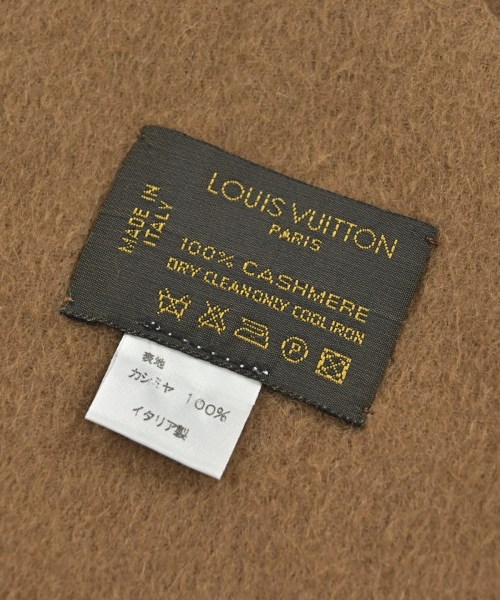 LOUIS VUITTON
PARIS
MADE IN
ITALY
100% CASHMERE
DRY CLEAN ONLY COOL IRON
P
表地
カシミヤ 100%
イタリア製